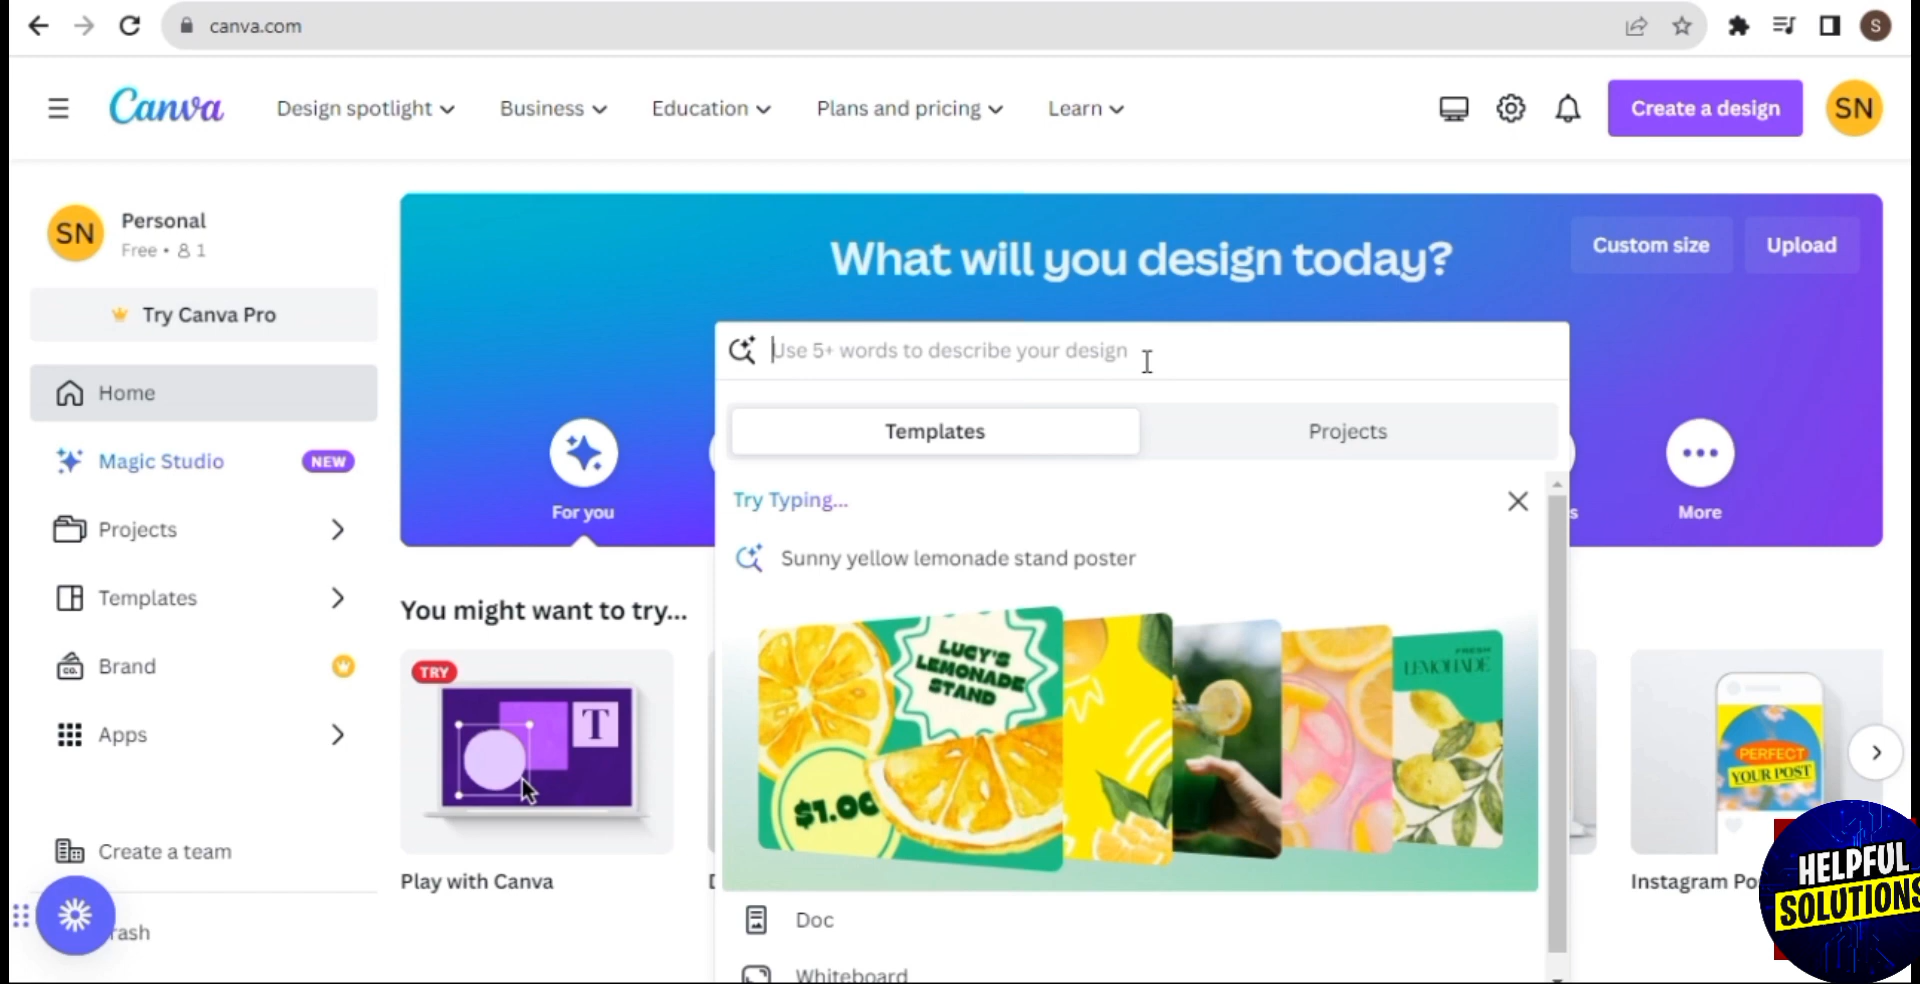 canva.com
S
Canva
Design spotlight
Business
Education
Plans and pricing
Learn
Create a design
SN
SN
Personal
Free • 1
Try Canva Pro
Home
Magic Studio
NEW
Projects
Templates
Brand
CO.
Apps
Create a team
rash
What will you design today?
Custom size
Upload
Use 5+ words to describe your design
Templates
Projects
Try Typing...
Sunny yellow lemonade stand poster
LUCY'S
LEMONADE
STAND
$1.00
FRESH
LEMONADE
Doc
Whiteboard
For you
s
More
You might want to try...
TRY
T
Play with Canva
PERFECT
YOUR POST
Instagram Po
HELPFUL
SOLUTIONS